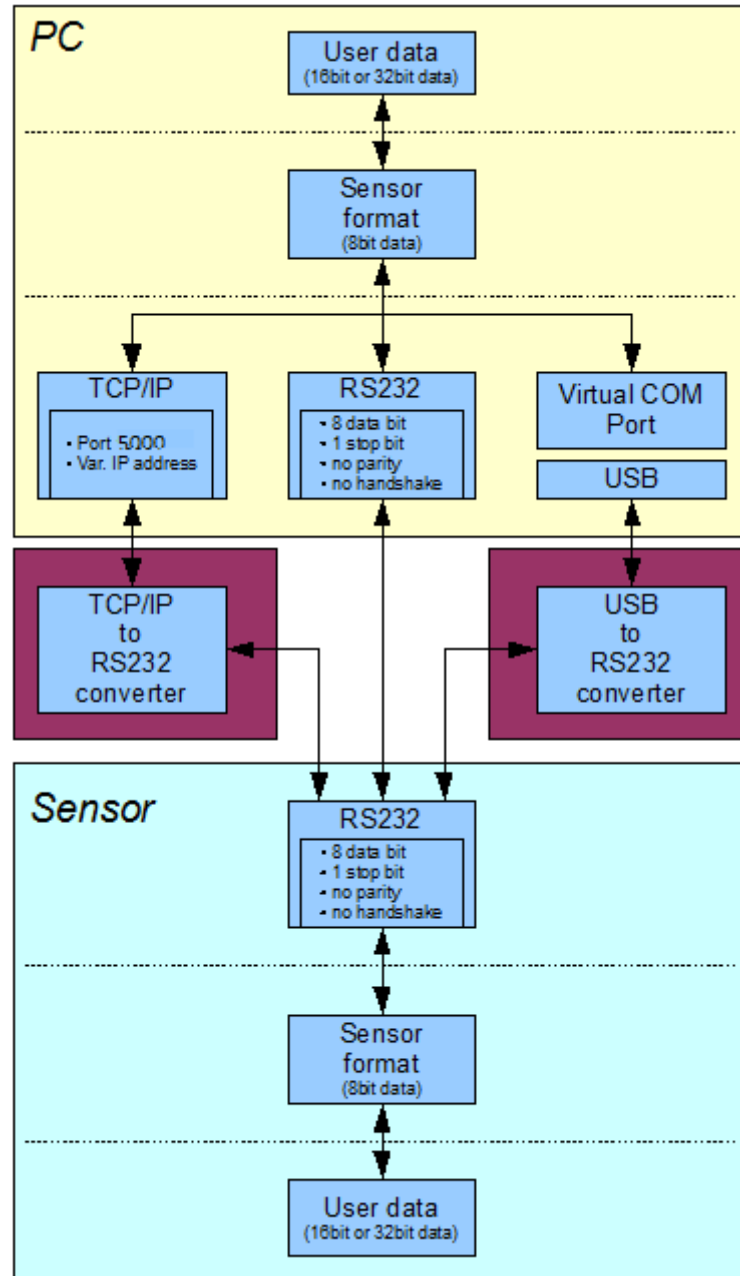 PC
User data
(16bit or 32bit data)
Sensor
format
(8bit data)
TCP/IP
• Port 5000
• Var. IP address
RS232
• 8 data bit
• 1 stop bit
• no parity
• no handshake
Virtual COM
Port
USB
TCP/IP
to
RS232
converter
USB
to
RS232
converter
Sensor
RS232
• 8 data bit
• 1 stop bit
• no parity
• no handshake
Sensor
format
(8bit data)
User data
(16bit or 32bit data)